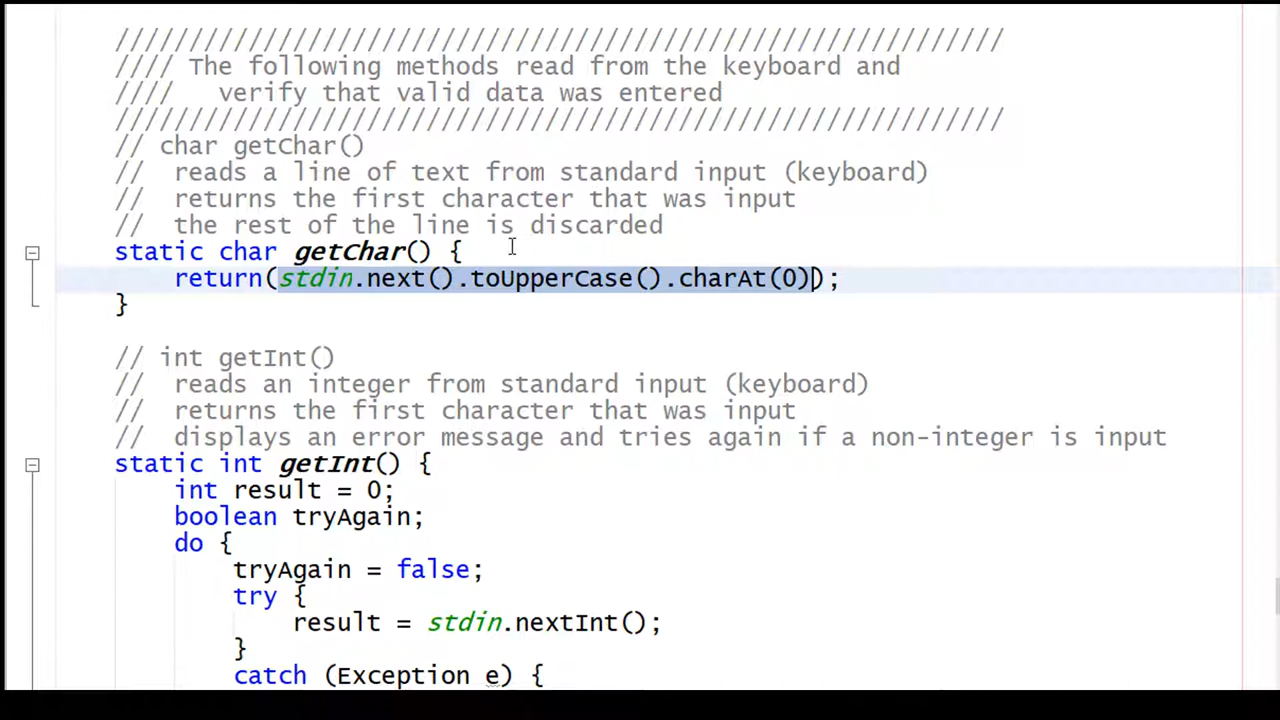 ////////////////////////////////////////////////////////////
//// The following methods read from the keyboard and
////   verify that valid data was entered
////////////////////////////////////////////////////////////
// char getChar()
//  reads a line of text from standard input (keyboard)
//  returns the first character that was input
//  the rest of the line is discarded
static char getChar() {
    return(stdin.next().toUpperCase().charAt(0));
}
// int getInt()
//  reads an integer from standard input (keyboard)
//  returns the first character that was input
//  displays an error message and tries again if a non-integer is input
static int getInt() {
    int result = 0;
    boolean tryAgain;
    do {
        tryAgain = false;
        try {
            result = stdin.nextInt();
        }
        catch (Exception e) {